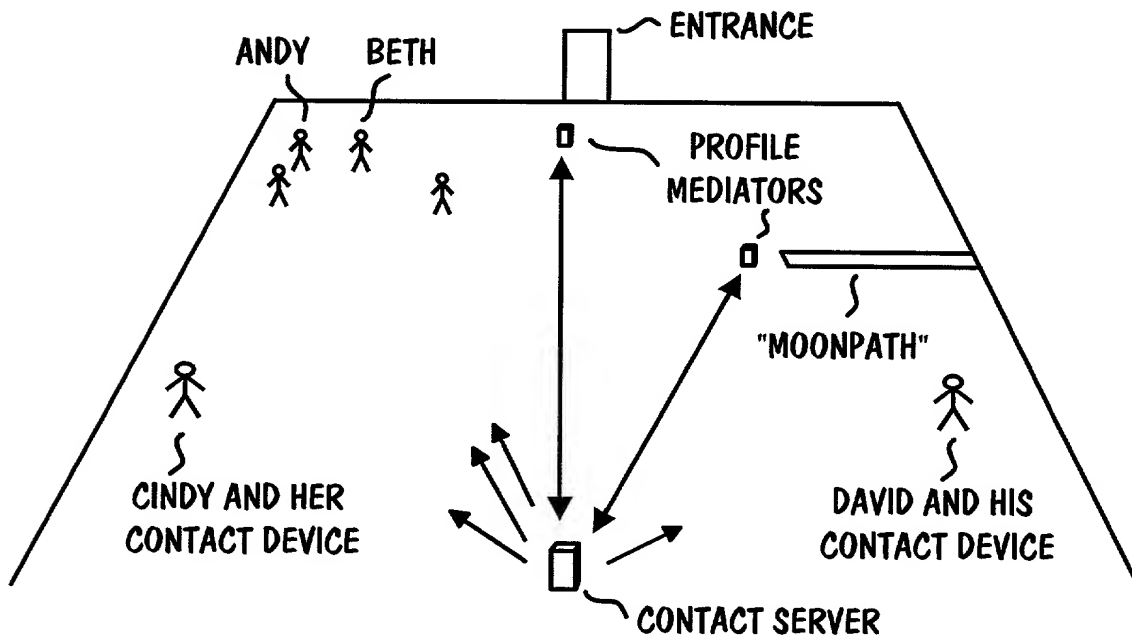 ENTRANCE
ANDY
BETH
PROFILE
MEDIATORS
"MOONPATH"
CINDY AND HER
CONTACT DEVICE
DAVID AND HIS
CONTACT DEVICE
CONTACT SERVER